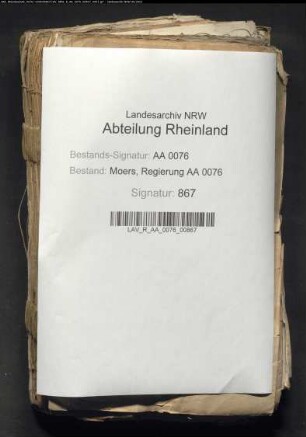 Landesarchiv NRW
Abteilung Rheinland
Bestands-Signatur: AA 0076
Bestand: Moers, Regierung AA 0076
Signatur: 867
LAV_R_AA_0076_00867